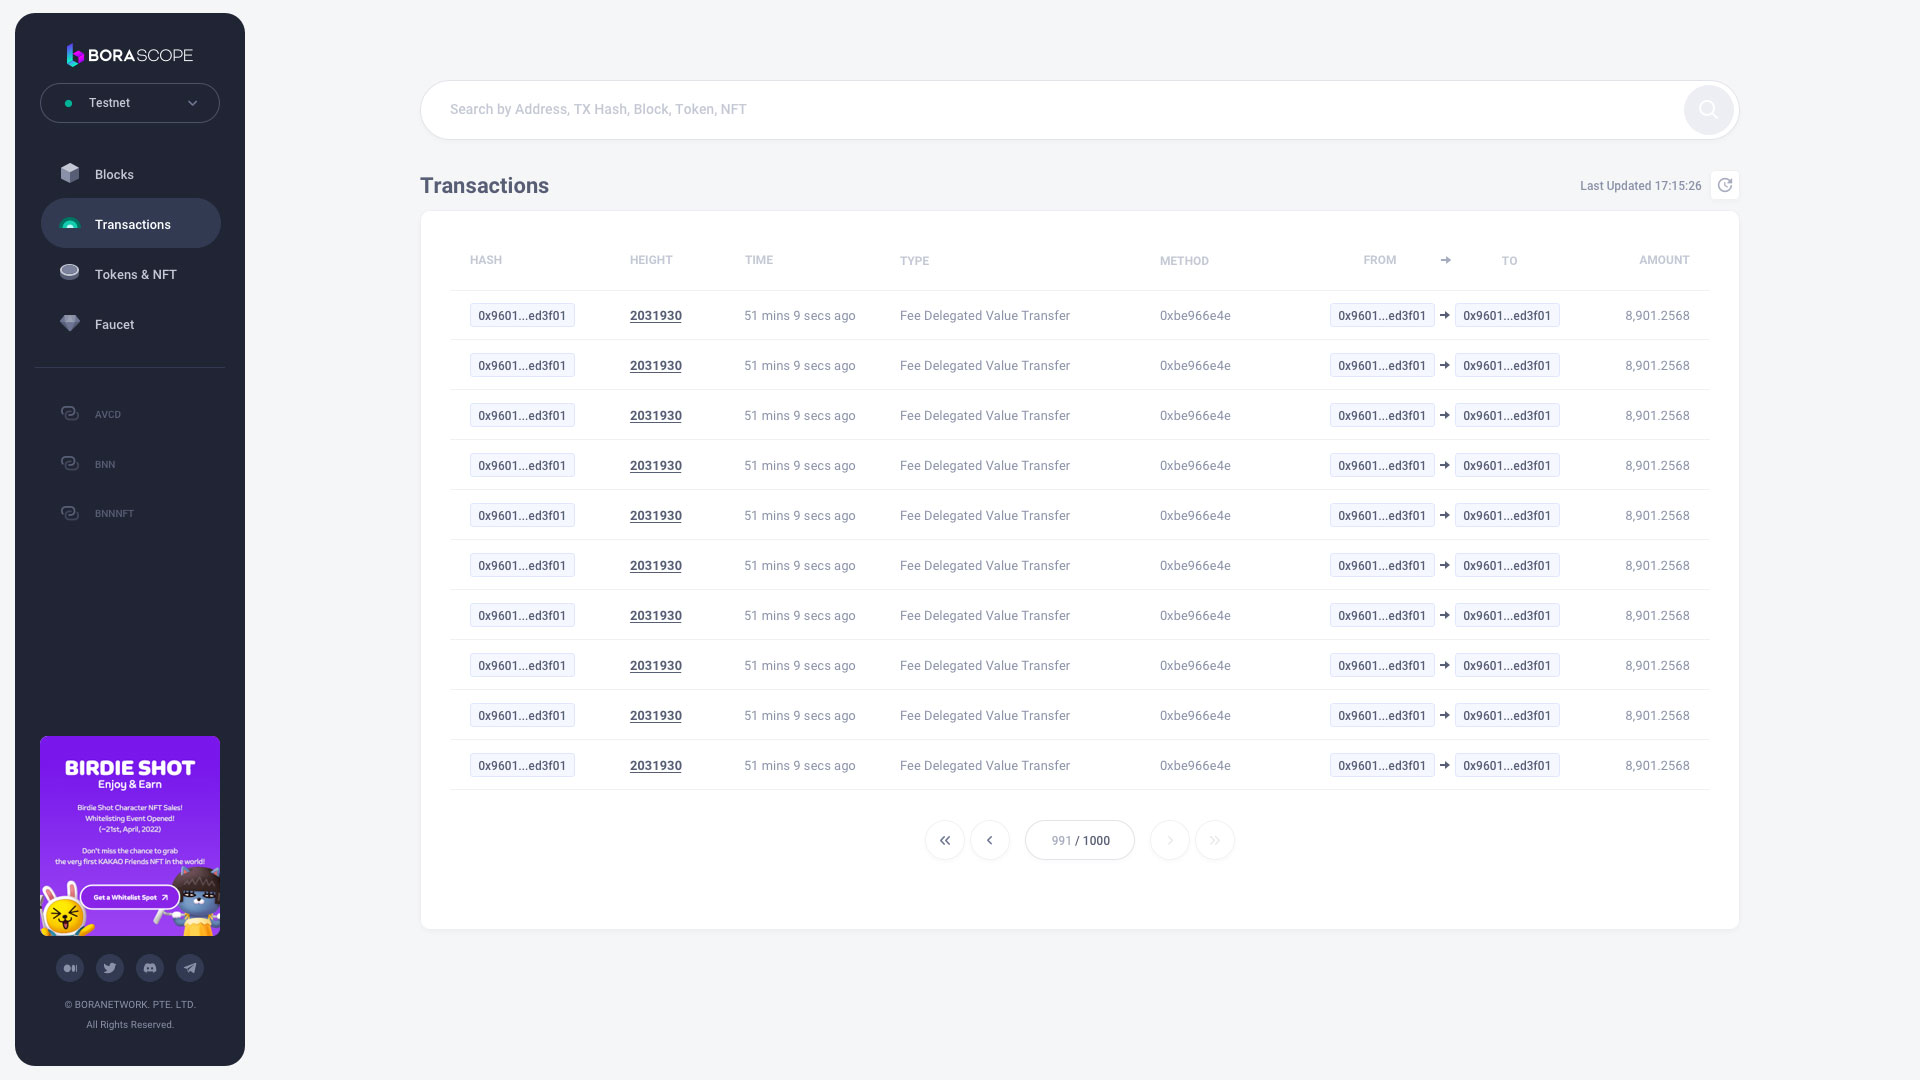 BORASCOPE
Testnet
Blocks
Transactions
Tokens & NFT
Faucet
AVCD
BNN
BNNNFT
BIRDIE SHOT
Enjoy & Earn
Birdie Shot Character NFT Sales!
Whitelisting Event Opened!
(~21st, April, 2022)
Don't miss the chance to grab
the very first KAKAO Friends NFT in the world!
Get a Whitelist Spot
© BORANETWORK. PTE. LTD.
All Rights Reserved.
Search by Address, TX Hash, Block, Token, NFT
Transactions
Last Updated 17:15:26
HASH HEIGHT TIME TYPE METHOD FROM → TO AMOUNT
0x9601...ed3f01 2031930 51 mins 9 secs ago Fee Delegated Value Transfer 0xbe966e4e 0x9601...ed3f01 → 0x9601...ed3f01 8,901.2568
0x9601...ed3f01 2031930 51 mins 9 secs ago Fee Delegated Value Transfer 0xbe966e4e 0x9601...ed3f01 → 0x9601...ed3f01 8,901.2568
0x9601...ed3f01 2031930 51 mins 9 secs ago Fee Delegated Value Transfer 0xbe966e4e 0x9601...ed3f01 → 0x9601...ed3f01 8,901.2568
0x9601...ed3f01 2031930 51 mins 9 secs ago Fee Delegated Value Transfer 0xbe966e4e 0x9601...ed3f01 → 0x9601...ed3f01 8,901.2568
0x9601...ed3f01 2031930 51 mins 9 secs ago Fee Delegated Value Transfer 0xbe966e4e 0x9601...ed3f01 → 0x9601...ed3f01 8,901.2568
0x9601...ed3f01 2031930 51 mins 9 secs ago Fee Delegated Value Transfer 0xbe966e4e 0x9601...ed3f01 → 0x9601...ed3f01 8,901.2568
0x9601...ed3f01 2031930 51 mins 9 secs ago Fee Delegated Value Transfer 0xbe966e4e 0x9601...ed3f01 → 0x9601...ed3f01 8,901.2568
0x9601...ed3f01 2031930 51 mins 9 secs ago Fee Delegated Value Transfer 0xbe966e4e 0x9601...ed3f01 → 0x9601...ed3f01 8,901.2568
0x9601...ed3f01 2031930 51 mins 9 secs ago Fee Delegated Value Transfer 0xbe966e4e 0x9601...ed3f01 → 0x9601...ed3f01 8,901.2568
0x9601...ed3f01 2031930 51 mins 9 secs ago Fee Delegated Value Transfer 0xbe966e4e 0x9601...ed3f01 → 0x9601...ed3f01 8,901.2568
991 / 1000